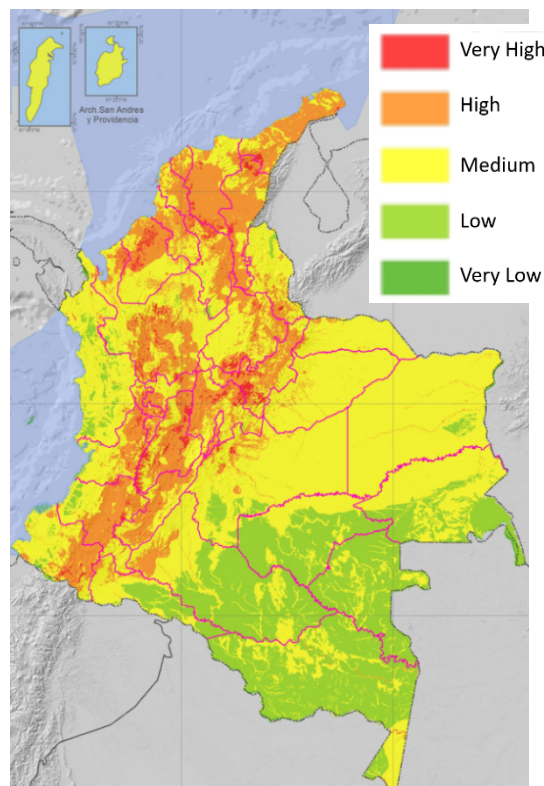 Arch.San Andres
y Providencia
Very High
High
Medium
Low
Very Low